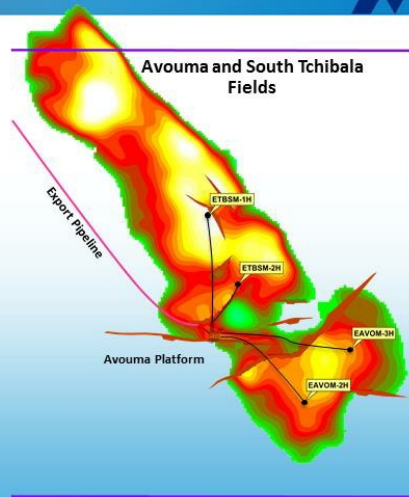 Avouma and South Tchibala
Fields
ETBSM-1H
Export Pipeline
ETBSM-2H
EAVOM-3H
Avouma Platform
EAVOM-2H